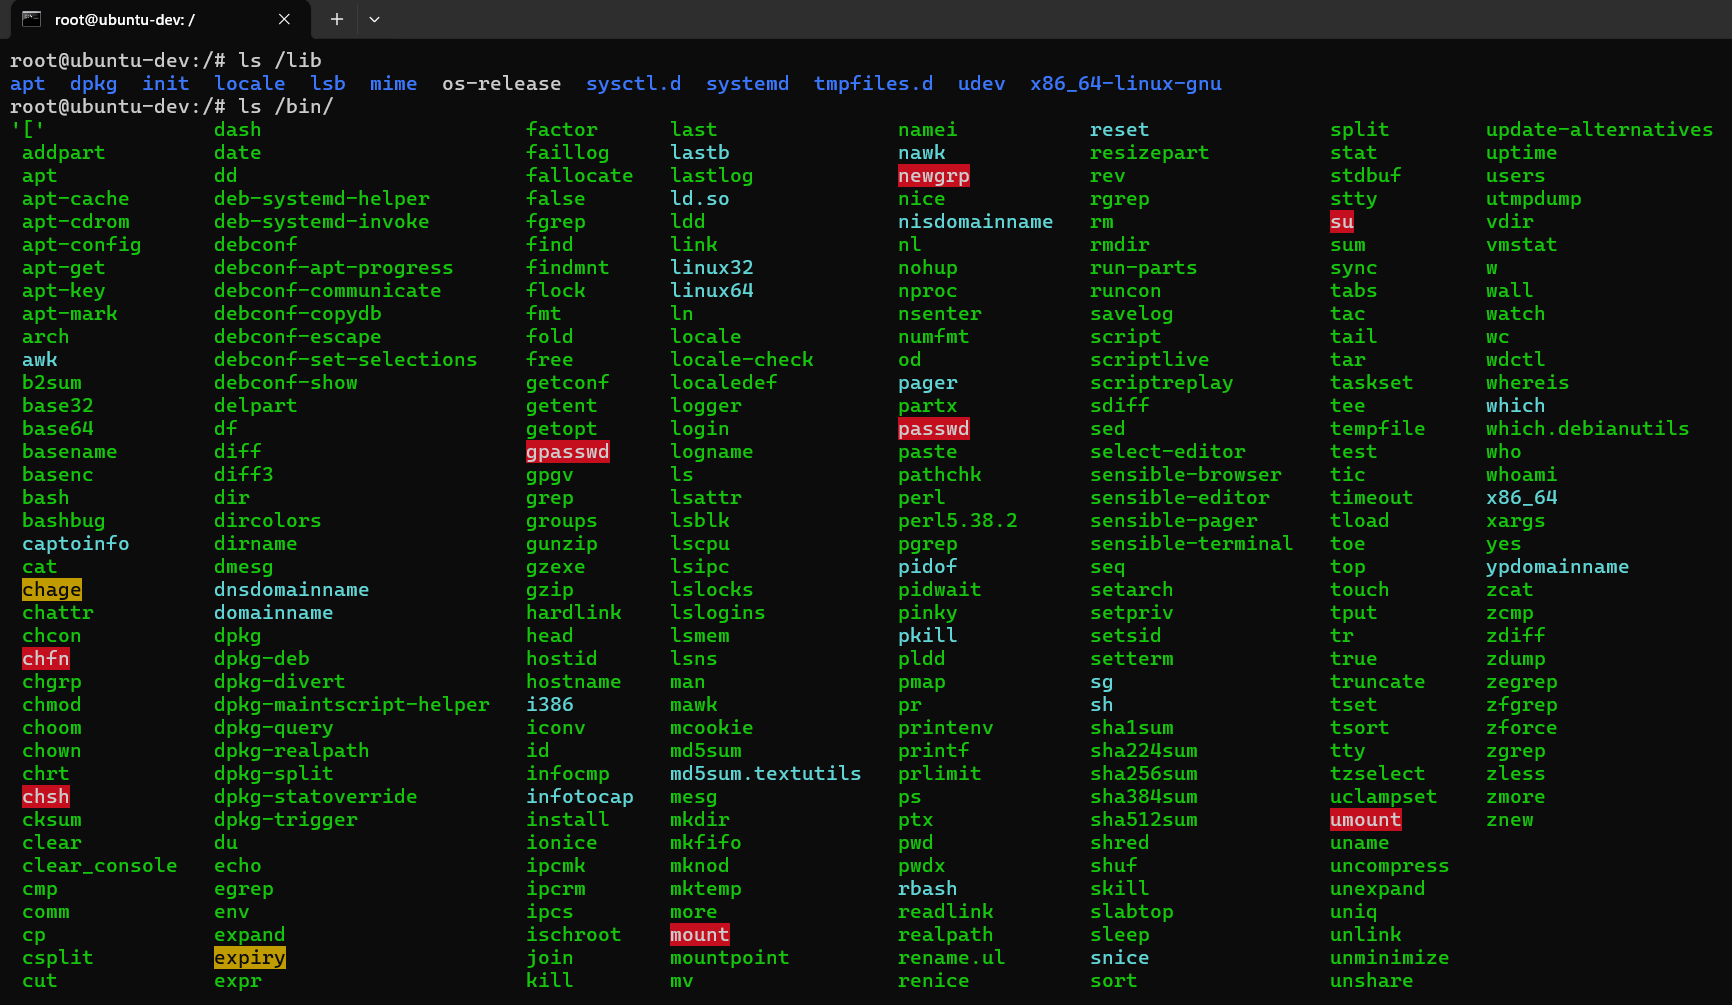 root@ubuntu-dev: /
root@ubuntu-dev:/# ls /lib
apt  dpkg  init  locale  lsb  mime  os-release  sysctl.d  systemd  tmpfiles.d  udev  x86_64-linux-gnu
root@ubuntu-dev:/# ls /bin/
'['  dash  factor  last  namei  reset  split  update-alternatives
addpart  date  faillog  lastb  nawk  resizepart  stat  uptime
apt  dd  fallocate  lastlog  newgrp  rev  stdbuf  users
apt-cache  deb-systemd-helper  false  ld.so  nice  rgrep  stty  utmpdump
apt-cdrom  deb-systemd-invoke  fgrep  ldd  nisdomainname  rm  su  vdir
apt-config  debconf  find  link  nl  rmdir  sum  vmstat
apt-get  debconf-apt-progress  findmnt  linux32  nohup  run-parts  sync  w
apt-key  debconf-communicate  flock  linux64  nproc  runcon  tabs  wall
apt-mark  debconf-copydb  fmt  ln  nsenter  savelog  tac  watch
arch  debconf-escape  fold  locale  numfmt  script  tail  wc
awk  debconf-set-selections  free  locale-check  od  scriptlive  tar  wdctl
b2sum  debconf-show  getconf  localedef  pager  scriptreplay  taskset  whereis
base32  delpart  getent  logger  partx  sdiff  tee  which
base64  df  getopt  login  passwd  sed  tempfile  which.debianutils
basename  diff  gpasswd  logname  paste  select-editor  test  who
basenc  diff3  gpgv  ls  pathchk  sensible-browser  tic  whoami
bash  dir  grep  lsattr  perl  sensible-editor  timeout  x86_64
bashbug  dircolors  groups  lsblk  perl5.38.2  sensible-pager  tload  xargs
captoinfo  dirname  gunzip  lscpu  pgrep  sensible-terminal  toe  yes
cat  dmesg  gzexe  lsipc  pidof  seq  top  ypdomainname
chage  dnsdomainname  gzip  lslocks  pidwait  setarch  touch  zcat
chattr  domainname  hardlink  lslogins  pinky  setpriv  tput  zcmp
chcon  dpkg  head  lsmem  pkill  setsid  tr  zdiff
chfn  dpkg-deb  hostid  lsns  pldd  setterm  true  zdump
chgrp  dpkg-divert  hostname  man  pmap  sg  truncate  zegrep
chmod  dpkg-maintscript-helper  i386  mawk  pr  sh  tset  zfgrep
choom  dpkg-query  iconv  mcookie  printenv  sha1sum  tsort  zforce
chown  dpkg-realpath  id  md5sum  printf  sha224sum  tty  zgrep
chrt  dpkg-split  infocmp  md5sum.textutils  prlimit  sha256sum  tzselect  zless
chsh  dpkg-statoverride  infotocap  mesg  ps  sha384sum  uclampset  zmore
cksum  dpkg-trigger  install  mkdir  ptx  sha512sum  umount  znew
clear  du  ionice  mkfifo  pwd  shred  uname
clear_console  echo  ipcmk  mknod  pwdx  shuf  uncompress
cmp  egrep  ipcrm  mktemp  rbash  skill  unexpand
comm  env  ipcs  more  readlink  slabtop  uniq
cp  expand  ischroot  mount  realpath  sleep  unlink
csplit  expiry  join  mountpoint  rename.ul  snice  unminimize
cut  expr  kill  mv  renice  sort  unshare